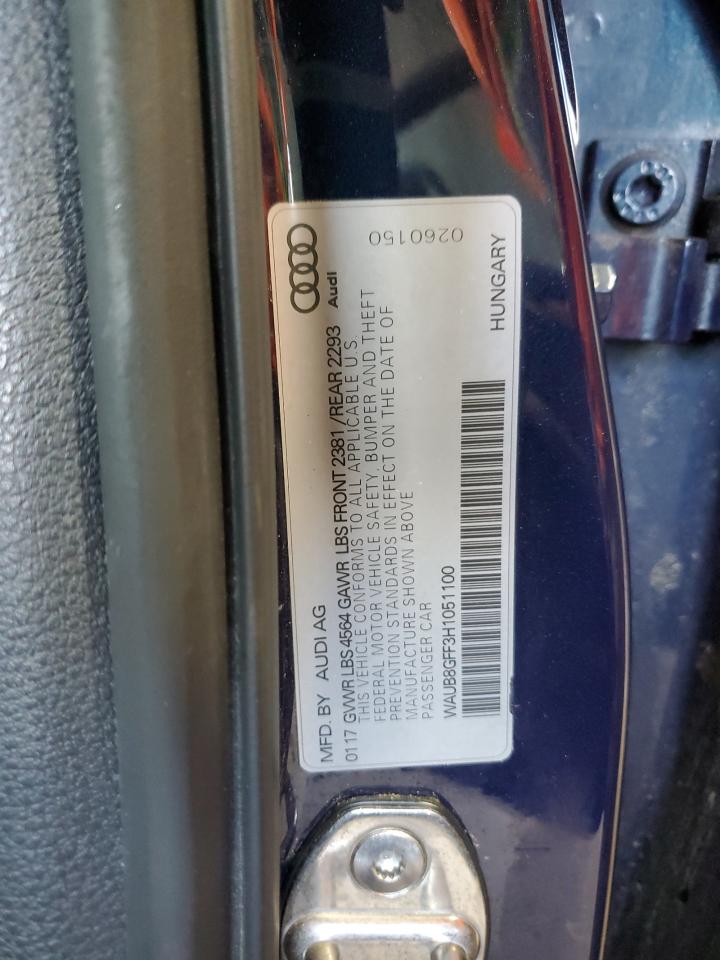 Audi
MFD. BY AUDI AG
0117 GVWR LBS 4564 GAWR LBS FRONT 2381/REAR 2293
THIS VEHICLE CONFORMS TO ALL APPLICABLE U.S.
FEDERAL MOTOR VEHICLE SAFETY, BUMPER AND THEFT
PREVENTION STANDARDS IN EFFECT ON THE DATE OF
MANUFACTURE SHOWN ABOVE
PASSENGER CAR
0260150
WAUB8GFF3H1051100
HUNGARY